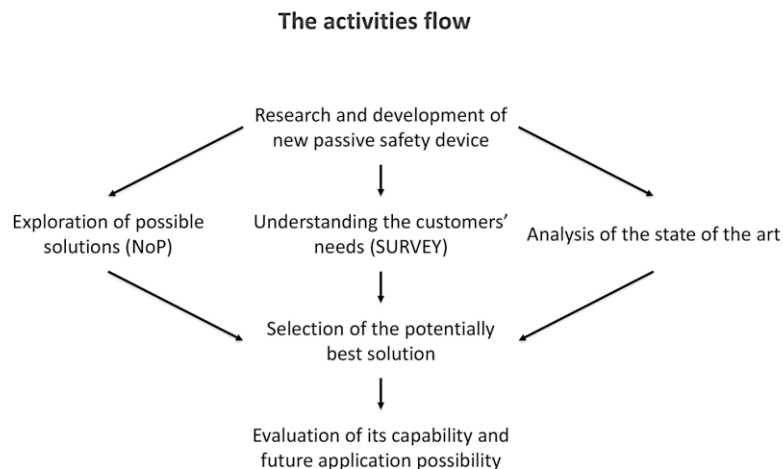 The activities flow
Research and development of
new passive safety device
Exploration of possible
solutions (NoP)
Understanding the customers’
needs (SURVEY)
Analysis of the state of the art
Selection of the potentially
best solution
Evaluation of its capability and
future application possibility